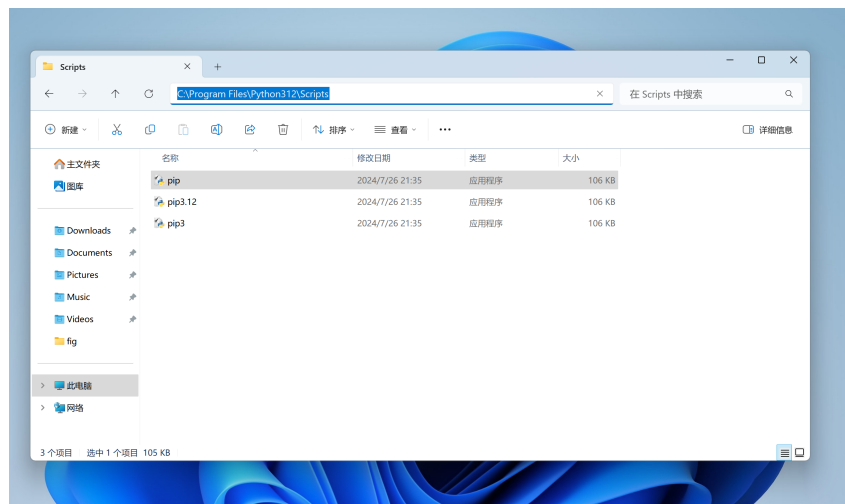 Scripts
C:\Program Files\Python312\Scripts
在 Scripts 中搜索
新建
排序
查看
详细信息
主文件夹
图库
Downloads
Documents
Pictures
Music
Videos
fig
此电脑
网络
名称 修改日期 类型 大小
pip 2024/7/26 21:35 应用程序 106 KB
pip3.12 2024/7/26 21:35 应用程序 106 KB
pip3 2024/7/26 21:35 应用程序 106 KB
3 个项目 选中 1 个项目 105 KB